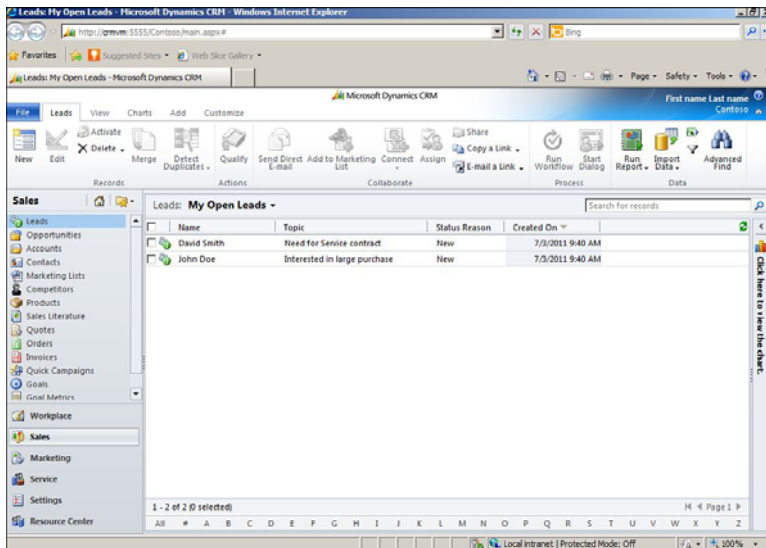 Leads: My Open Leads - Microsoft Dynamics CRM - Windows Internet Explorer
http://crmvm:5555/Contoso/main.aspx#
Bing
Favorites Suggested Sites Web Slice Gallery
Leads: My Open Leads - Microsoft Dynamics CRM
Page Safety Tools
Microsoft Dynamics CRM
First name Last name
Contoso
File Leads View Charts Add Customize
New
Edit
Activate
Delete
Merge
Detect Duplicates
Qualify
Send Direct E-mail
Add to Marketing List
Connect
Assign
Share
Copy a Link
E-mail a Link
Run Workflow
Start Dialog
Run Report
Import Data
Advanced Find
Records Actions Collaborate Process Data
Sales
Leads
Opportunities
Accounts
Contacts
Marketing Lists
Competitors
Products
Sales Literature
Quotes
Orders
Invoices
Quick Campaigns
Goals
Goal Metrics
Workplace
Sales
Marketing
Service
Settings
Resource Center
Leads: My Open Leads
Search for records
Name Topic Status Reason Created On
David Smith Need for Service contract New 7/3/2011 9:40 AM
John Doe Interested in large purchase New 7/3/2011 9:40 AM
Click here to view the chart.
1 - 2 of 2 (0 selected)
Page 1
All # A B C D E F G H I J K L M N O P Q R S T U V W X Y Z
Local intranet | Protected Mode: Off
100%